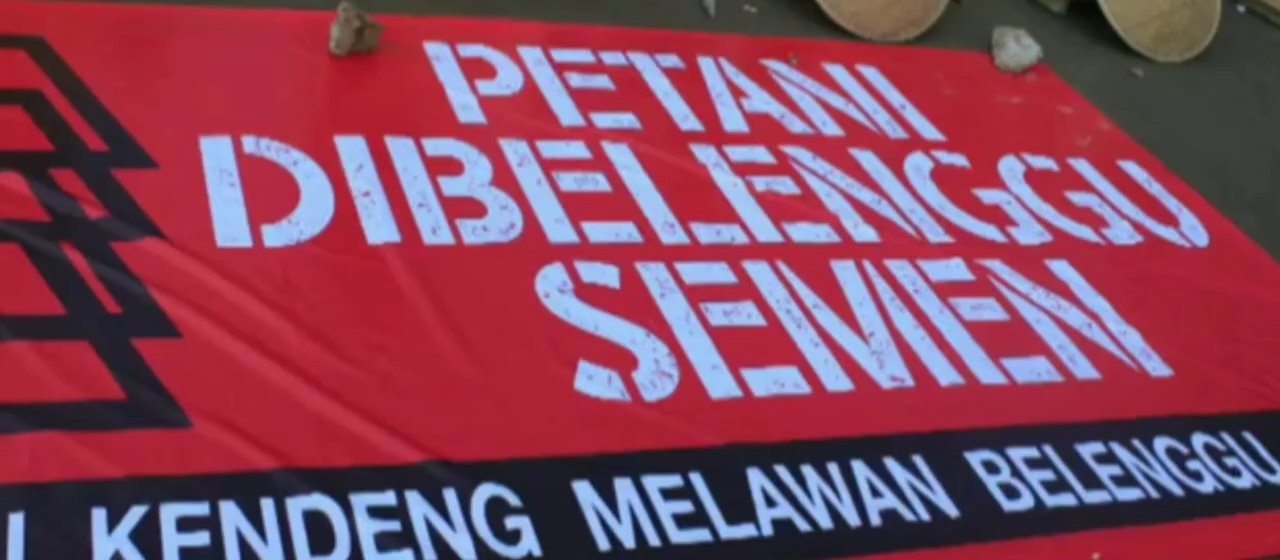 PETANI
DIBELENGGU
SEMEN
KENDENG MELAWAN BELENGGU